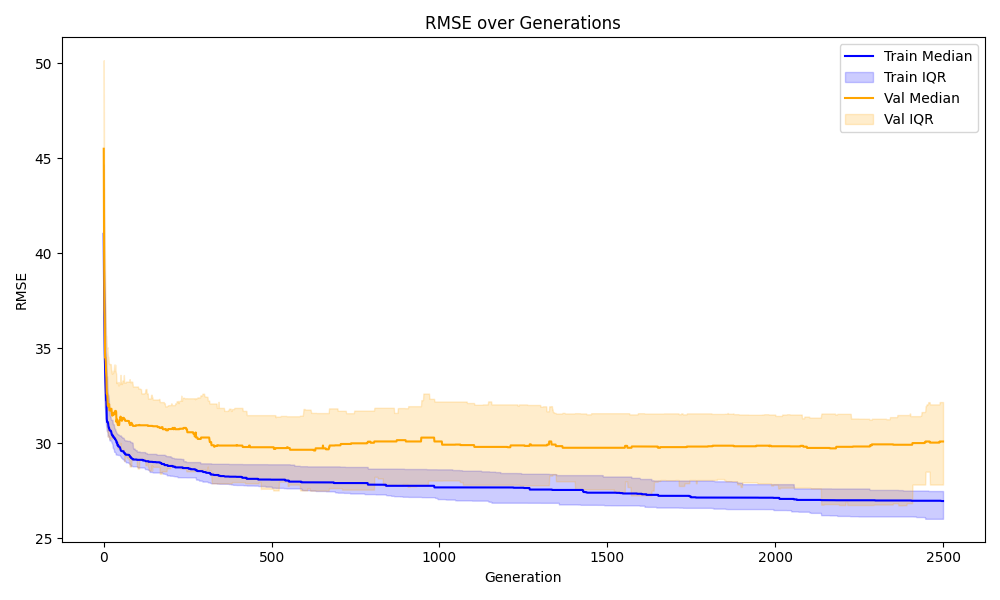 RMSE over Generations
Train Median
Train IQR
Val Median
Val IQR
RMSE
50
45
40
35
30
25
0
500
1000
1500
2000
2500
Generation